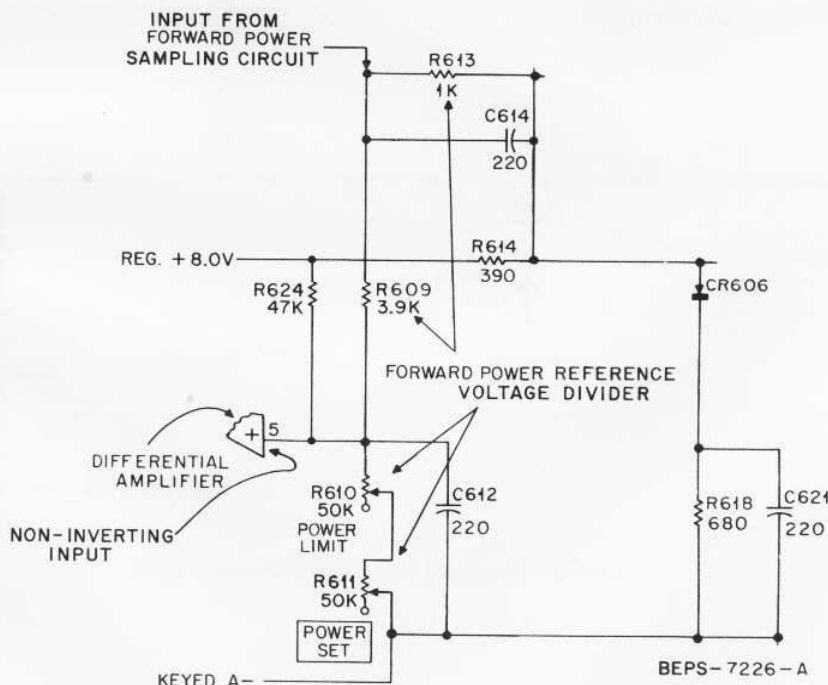 INPUT FROM
FORWARD POWER
SAMPLING CIRCUIT
R613
1K
C614
220
REG. +8.0V
R614
390
CR606
R624
47K
R609
3.9K
FORWARD POWER REFERENCE
VOLTAGE DIVIDER
+
5
DIFFERENTIAL
AMPLIFIER
NON-INVERTING
INPUT
R610
50K
POWER
LIMIT
C612
220
R618
680
C621
220
R611
50K
POWER
SET
KEYED A-
BEPS-7226-A